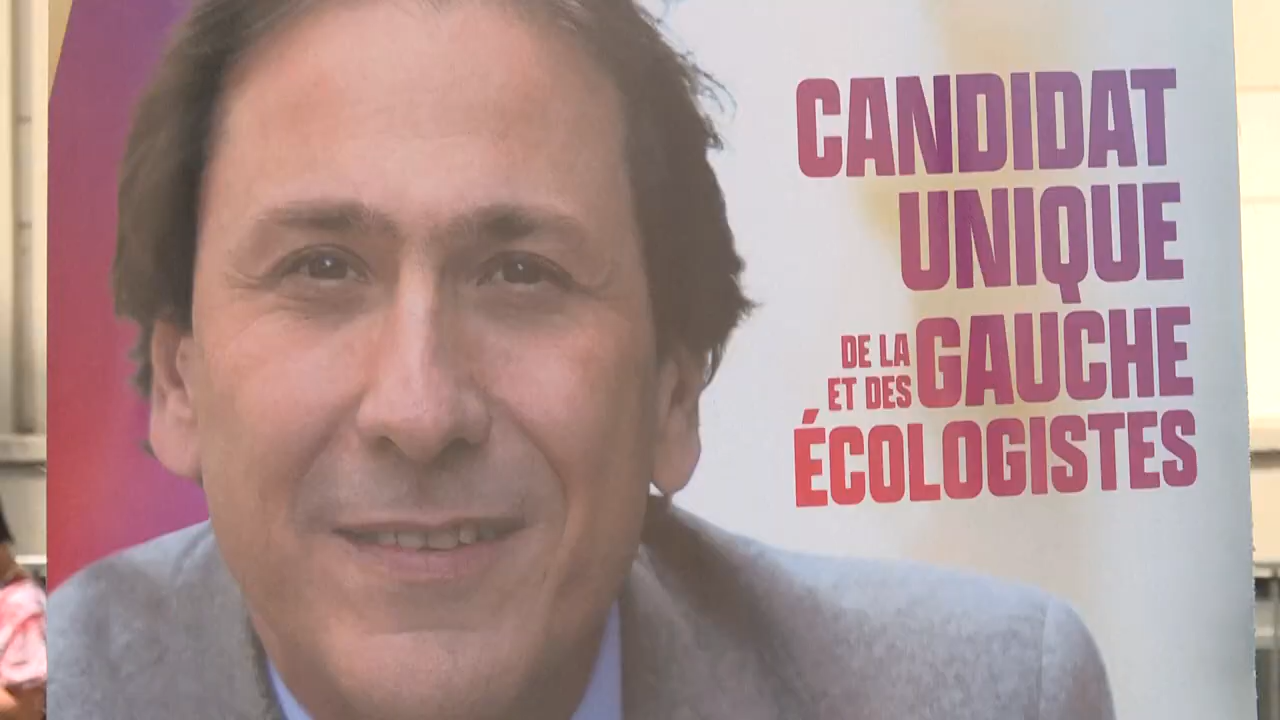 CANDIDAT
UNIQUE
DE LA GAUCHE
ET DES
ÉCOLOGISTES